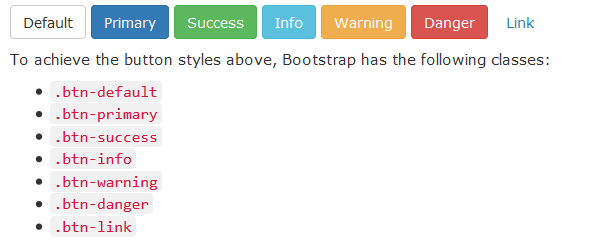 Default Primary Success Info Warning Danger Link
To achieve the button styles above, Bootstrap has the following classes:
.btn-default
.btn-primary
.btn-success
.btn-info
.btn-warning
.btn-danger
.btn-link